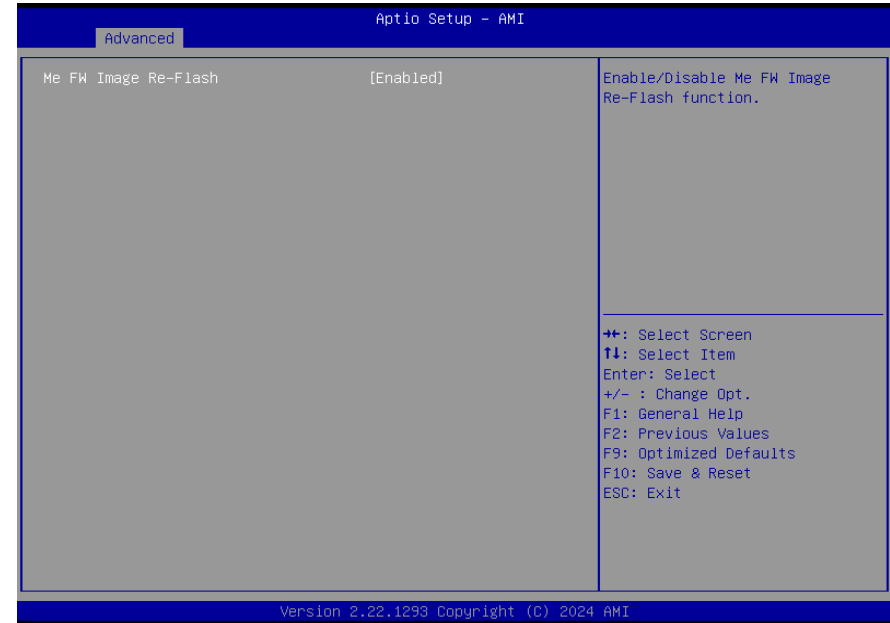 Aptio Setup - AMI
Advanced
Me FW Image Re-Flash [Enabled]
Enable/Disable Me FW Image
Re-Flash function.
→←: Select Screen
↑↓: Select Item
Enter: Select
+/- : Change Opt.
F1: General Help
F2: Previous Values
F9: Optimized Defaults
F10: Save & Reset
ESC: Exit
Version 2.22.1293 Copyright (C) 2024 AMI